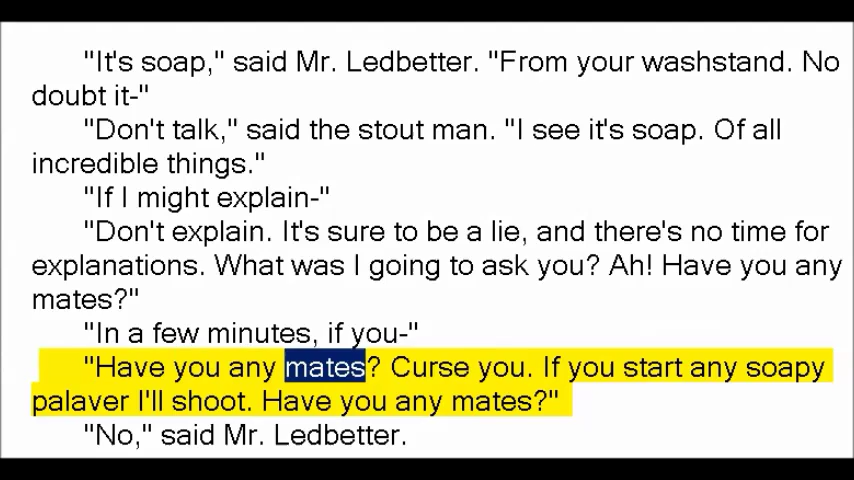 "It's soap," said Mr. Ledbetter. "From your washstand. No
doubt it-"
"Don't talk," said the stout man. "I see it's soap. Of all
incredible things."
"If I might explain-"
"Don't explain. It's sure to be a lie, and there's no time for
explanations. What was I going to ask you? Ah! Have you any
mates?"
"In a few minutes, if you-"
"Have you any mates? Curse you. If you start any soapy
palaver I'll shoot. Have you any mates?"
"No," said Mr. Ledbetter.